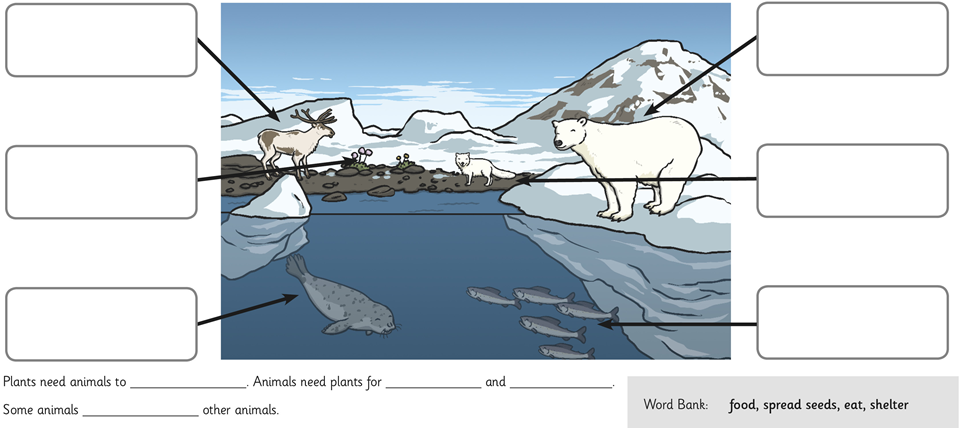 Plants need animals to ________________. Animals need plants for _____________ and ______________.
Some animals ________________ other animals.
Word Bank: food, spread seeds, eat, shelter